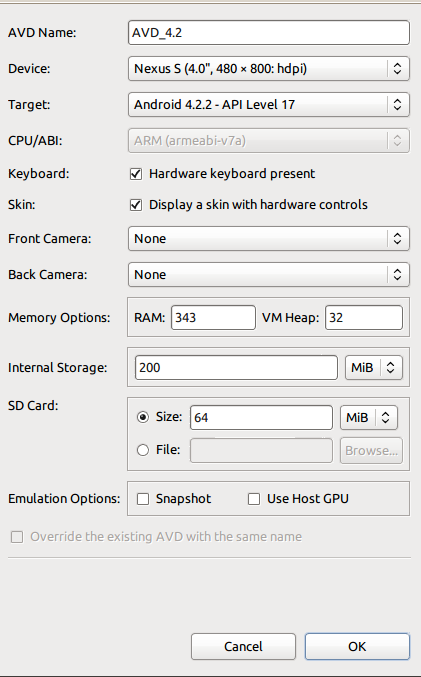 AVD Name: AVD_4.2
Device: Nexus S (4.0", 480 × 800: hdpi)
Target: Android 4.2.2 - API Level 17
CPU/ABI: ARM (armeabi-v7a)
Keyboard: Hardware keyboard present
Skin: Display a skin with hardware controls
Front Camera: None
Back Camera: None
Memory Options: RAM: 343 VM Heap: 32
Internal Storage: 200 MiB
SD Card:
Size: 64 MiB
File: Browse...
Emulation Options: Snapshot Use Host GPU
Override the existing AVD with the same name
Cancel OK